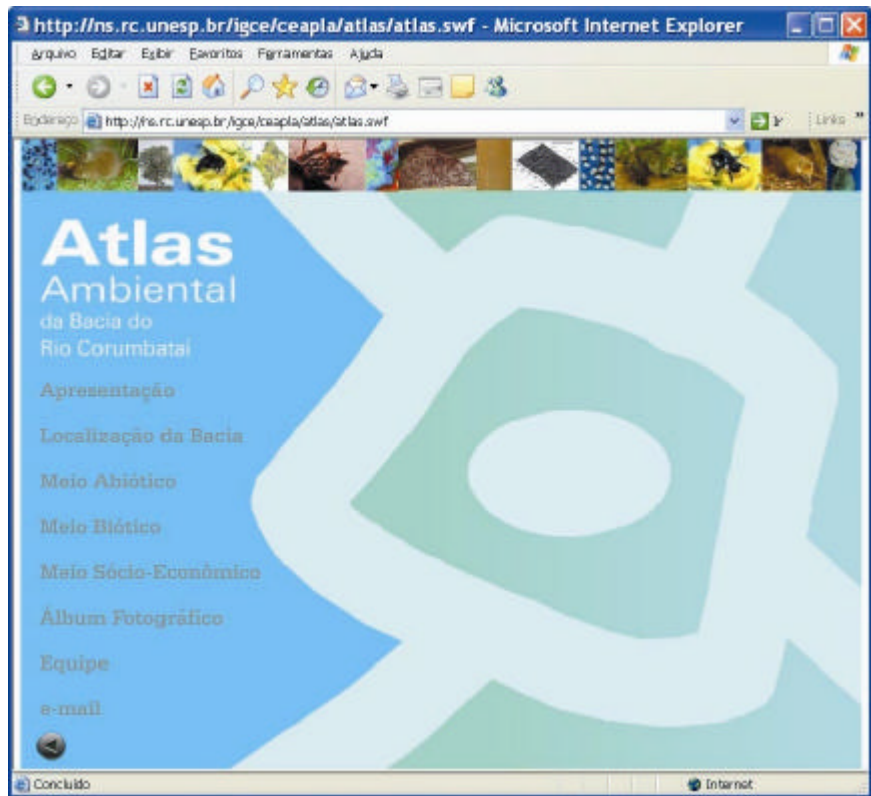 http://ns.rc.unesp.br/igce/ceapla/atlas/atlas.swf - Microsoft Internet Explorer
Arquivo Editar Exibir Favoritos Ferramentas Ajuda
Endereço http://ns.rc.unesp.br/igce/ceapla/atlas/atlas.swf Ir Links »
Atlas
Ambiental
da Bacia do
Rio Corumbataí
Apresentação
Localização da Bacia
Meio Abiótico
Meio Biótico
Meio Sócio-Econômico
Álbum Fotográfico
Equipe
e-mail
Concluído Internet